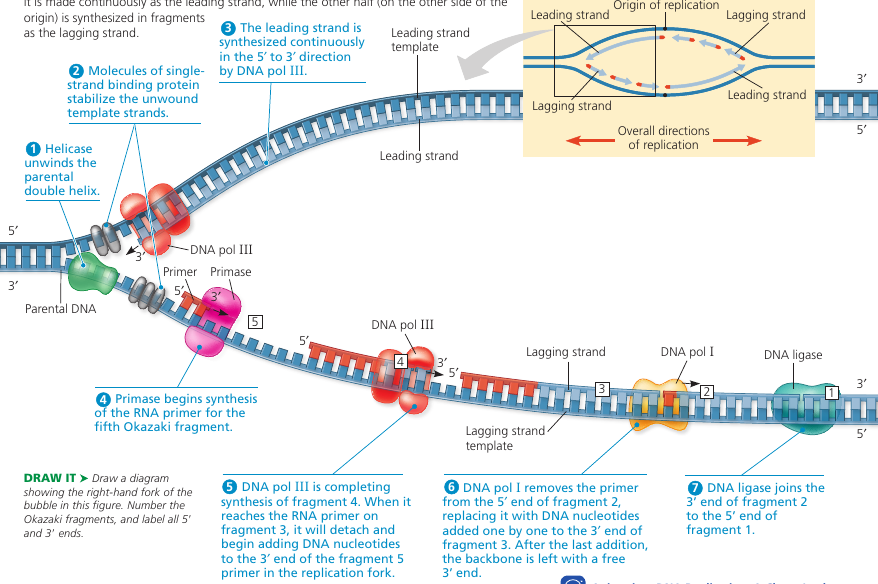 It is made continuously as the leading strand, while the other half (on the other side of the
origin) is synthesized in fragments
as the lagging strand.
Origin of replication
Leading strand
Lagging strand
Lagging strand
Leading strand
Overall directions
of replication
3 The leading strand is
synthesized continuously
in the 5′ to 3′ direction
by DNA pol III.
Leading strand
template
Leading strand
3′
5′
2 Molecules of single-
strand binding protein
stabilize the unwound
template strands.
1 Helicase
unwinds the
parental
double helix.
5′
3′
3′
DNA pol III
Parental DNA
Primer
Primase
5′
3′
5
5′
DNA pol III
4
3′
5′
Lagging strand
3
DNA pol I
2
DNA ligase
1
3′
5′
Lagging strand
template
4 Primase begins synthesis
of the RNA primer for the
fifth Okazaki fragment.
DRAW IT ➤ Draw a diagram
showing the right-hand fork of the
bubble in this figure. Number the
Okazaki fragments, and label all 5′
and 3′ ends.
5 DNA pol III is completing
synthesis of fragment 4. When it
reaches the RNA primer on
fragment 3, it will detach and
begin adding DNA nucleotides
to the 3′ end of the fragment 5
primer in the replication fork.
6 DNA pol I removes the primer
from the 5′ end of fragment 2,
replacing it with DNA nucleotides
added one by one to the 3′ end of
fragment 3. After the last addition,
the backbone is left with a free
3′ end.
7 DNA ligase joins the
3′ end of fragment 2
to the 5′ end of
fragment 1.